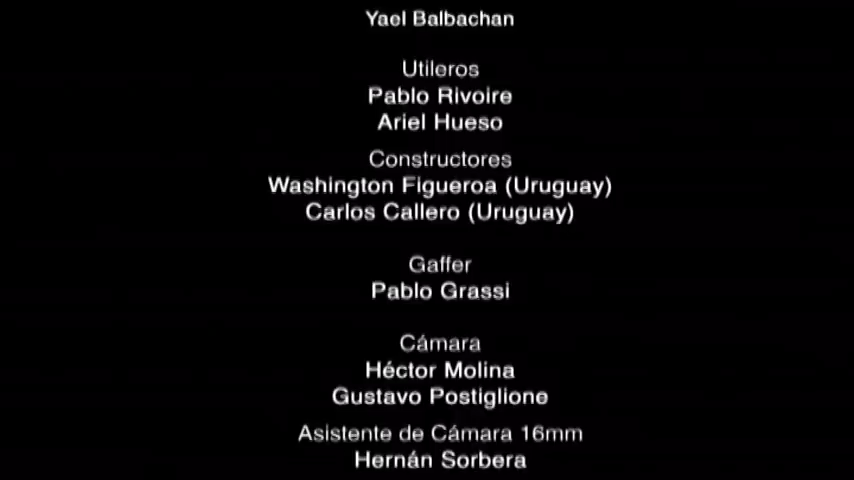 Yael Balbachan
Utileros
Pablo Rivoire
Ariel Hueso
Constructores
Washington Figueroa (Uruguay)
Carlos Callero (Uruguay)
Gaffer
Pablo Grassi
Cámara
Héctor Molina
Gustavo Postiglione
Asistente de Cámara 16mm
Hernán Sorbera